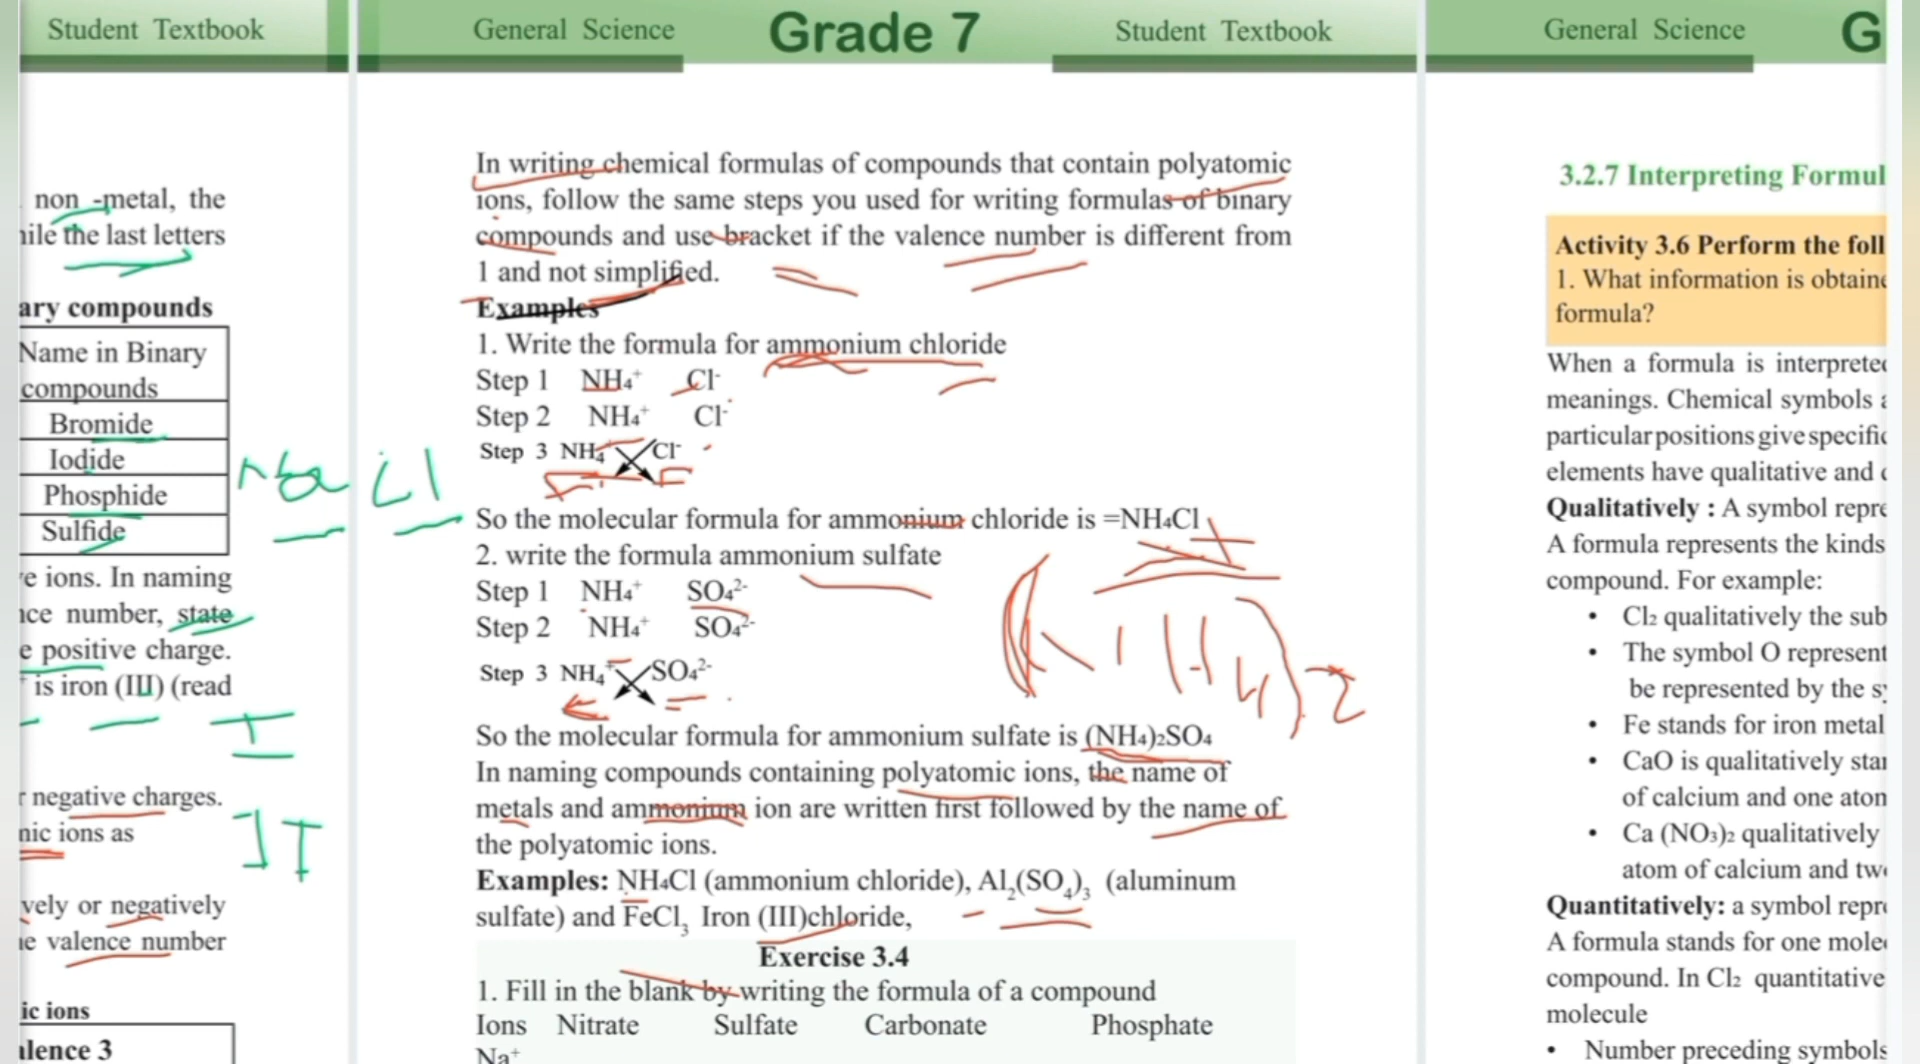 Student Textbook
non -metal, the
the last letters
ary compounds
Name in Binary
compounds
Bromide
Iodide
Phosphide
Sulfide
e ions. In naming
number, state
e positive charge.
is iron (III) (read
negative charges.
ions as
or negatively
valence number
ic ions
3
Cl
I
General Science Grade 7 Student Textbook
In writing chemical formulas of compounds that contain polyatomic
ions, follow the same steps you used for writing formulas of binary
compounds and use bracket if the valence number is different from
1 and not simplified.
Examples
1. Write the formula for ammonium chloride
Step 1 NH₄⁺ Cl⁻
Step 2 NH₄⁺ Cl⁻
Step 3 NH₄⁺ Cl⁻
So the molecular formula for ammonium chloride is =NH₄Cl
2. write the formula ammonium sulfate
Step 1 NH₄⁺ SO₄²⁻
Step 2 NH₄⁺ SO₄²⁻
Step 3 NH₄⁺ SO₄²⁻
(NH4)2
So the molecular formula for ammonium sulfate is (NH₄)₂SO₄
In naming compounds containing polyatomic ions, the name of
metals and ammonium ion are written first followed by the name of
the polyatomic ions.
Examples: NH₄Cl (ammonium chloride), Al₂(SO₄)₃ (aluminum
sulfate) and FeCl₃ Iron (III)chloride,
Exercise 3.4
1. Fill in the blank by writing the formula of a compound
Ions Nitrate Sulfate Carbonate Phosphate
Na⁺
General Science G
3.2.7 Interpreting Formul
Activity 3.6 Perform the foll
1. What information is obtaine
formula?
When a formula is interprete
meanings. Chemical symbols a
particular positions give specific
elements have qualitative and
Qualitatively : A symbol repre
A formula represents the kinds
compound. For example:
• Cl₂ qualitatively the sub
• The symbol O represent
be represented by the
• Fe stands for iron metal
• CaO is qualitatively star
of calcium and one atom
• Ca (NO₃)₂ qualitatively
atom of calcium and tw
Quantitatively: a symbol repre
A formula stands for one mole
compound. In Cl₂ quantitative
molecule
• Number preceding symbols